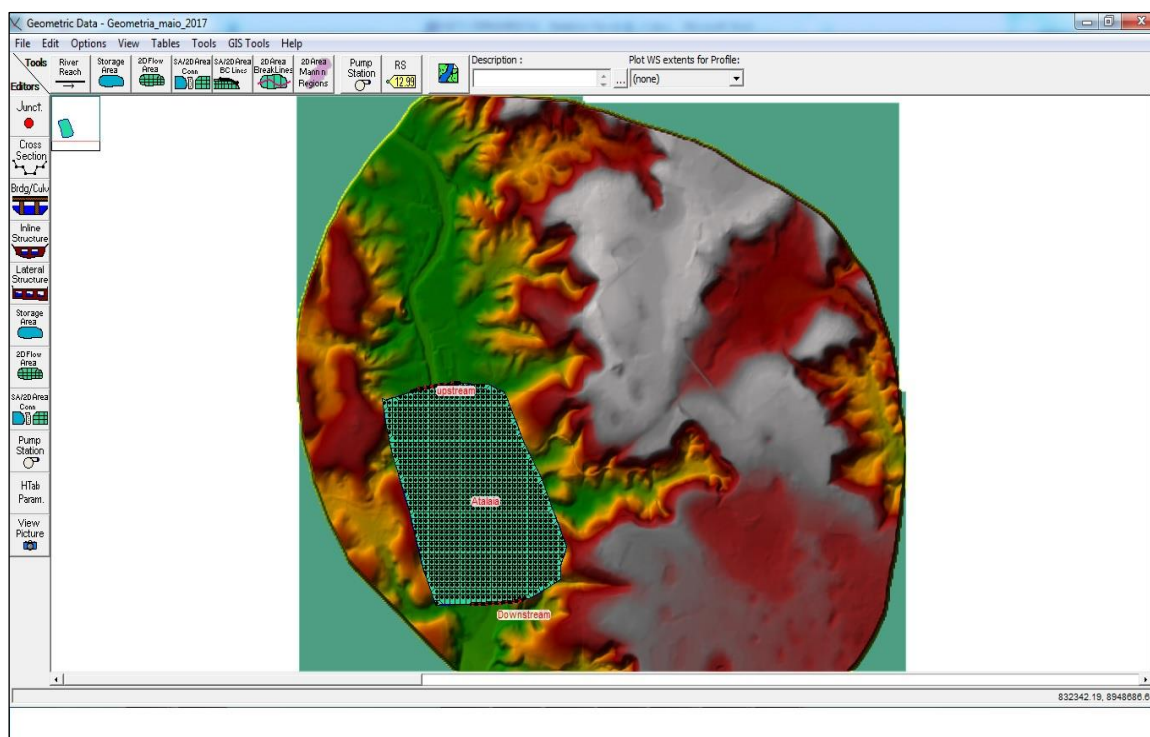 Geometric Data - Geometria_maio_2017
File Edit Options View Tables Tools GIS Tools Help
Tools
Editors
River
Reach
Storage
Area
2D Flow
Area
SA/2D Area
Conn
SA/2D Area
BC Lines
2D Area
BreakLines
2D Area
Mann n
Regions
Pump
Station
RS
12.99
Description :
...
Plot WS extents for Profile:
(none)
Junct.
Cross
Section
Brdg/Culv
Inline
Structure
Lateral
Structure
Storage
Area
2D Flow
Area
SA/2D Area
Conn
Pump
Station
HTab
Param.
View
Picture
upstream
Atalaia
Downstream
832342.19, 8948686.6